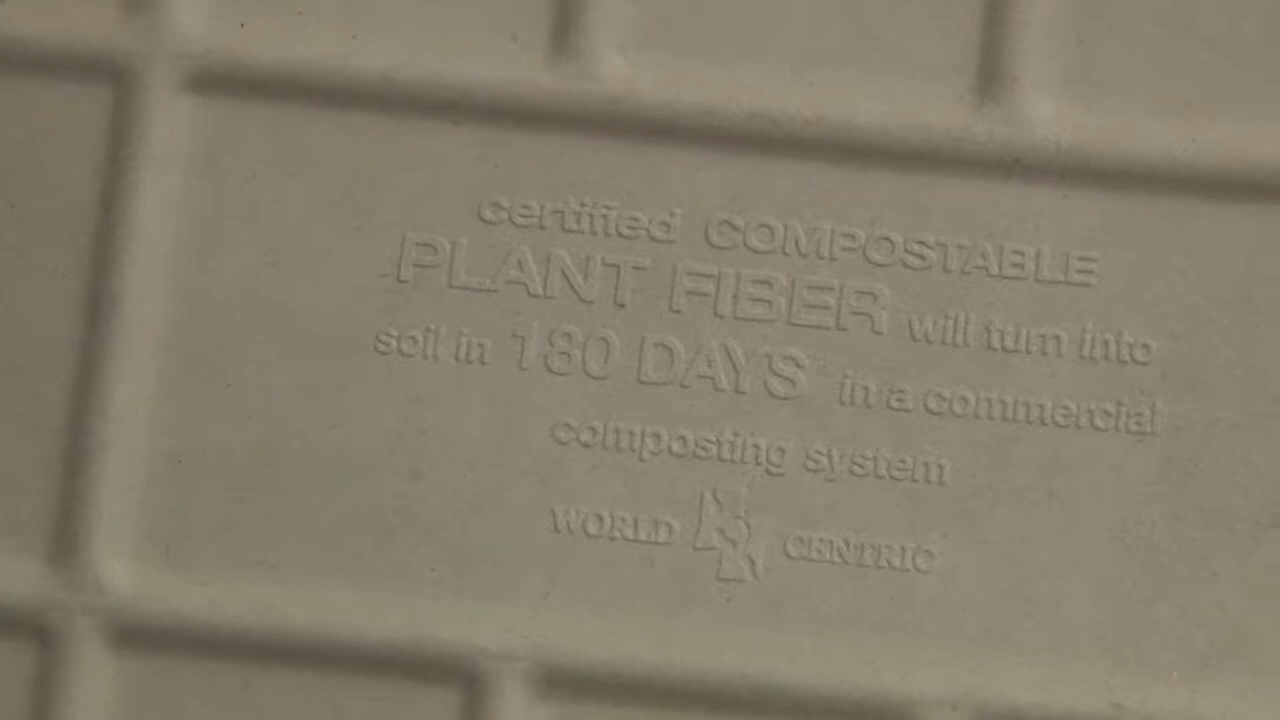 certified COMPOSTABLE
PLANT FIBER will turn into
soil in 180 DAYS in a commercial
composting system
WORLD CENTRIC